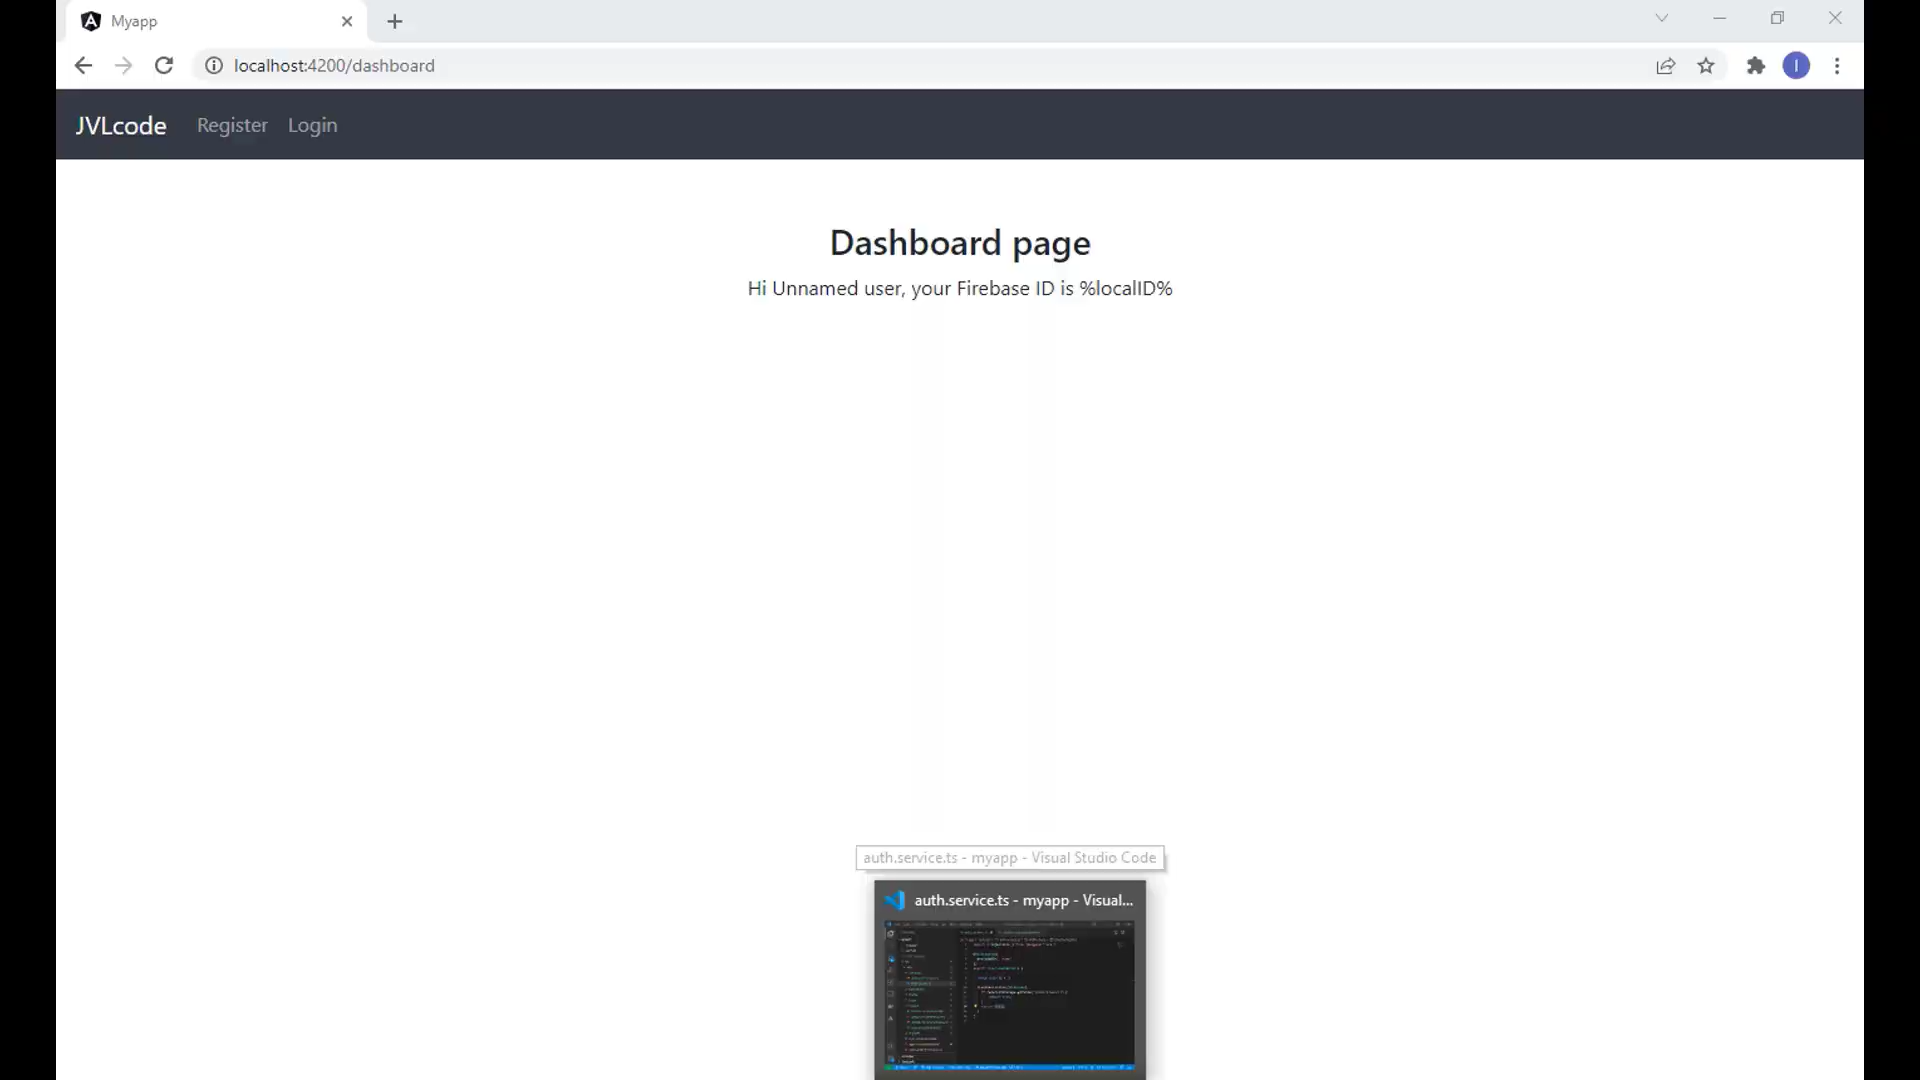 Myapp
localhost:4200/dashboard
I
JVLcode Register Login
Dashboard page
Hi Unnamed user, your Firebase ID is %localID%
auth.service.ts - myapp - Visual Studio Code
auth.service.ts - myapp - Visual...